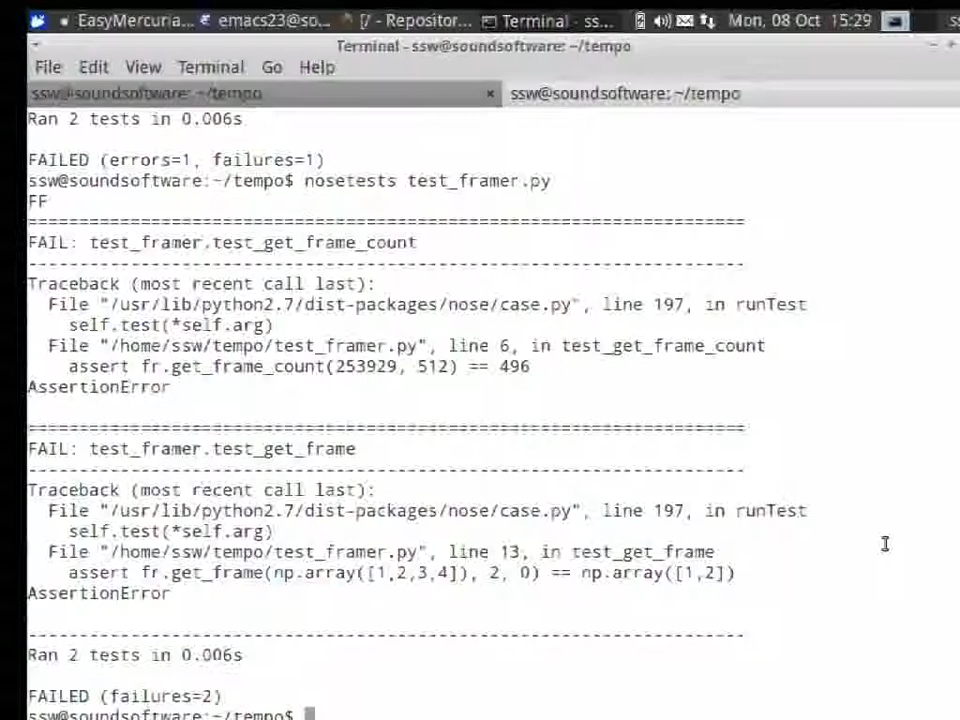 EasyMercuria... emacs23@so... [/ - Repositor... Terminal - ss... Mon, 08 Oct 15:29
Terminal - ssw@soundsoftware: ~/tempo
File Edit View Terminal Go Help
ssw@soundsoftware: ~/tempo × ssw@soundsoftware: ~/tempo
Ran 2 tests in 0.006s
FAILED (errors=1, failures=1)
ssw@soundsoftware:~/tempo$ nosetests test_framer.py
FF
======================================================================
FAIL: test_framer.test_get_frame_count
----------------------------------------------------------------------
Traceback (most recent call last):
  File "/usr/lib/python2.7/dist-packages/nose/case.py", line 197, in runTest
    self.test(*self.arg)
  File "/home/ssw/tempo/test_framer.py", line 6, in test_get_frame_count
    assert fr.get_frame_count(253929, 512) == 496
AssertionError
======================================================================
FAIL: test_framer.test_get_frame
----------------------------------------------------------------------
Traceback (most recent call last):
  File "/usr/lib/python2.7/dist-packages/nose/case.py", line 197, in runTest
    self.test(*self.arg)
  File "/home/ssw/tempo/test_framer.py", line 13, in test_get_frame
    assert fr.get_frame(np.array([1,2,3,4]), 2, 0) == np.array([1,2])
AssertionError
----------------------------------------------------------------------
Ran 2 tests in 0.006s
FAILED (failures=2)
ssw@soundsoftware:~/tempo$